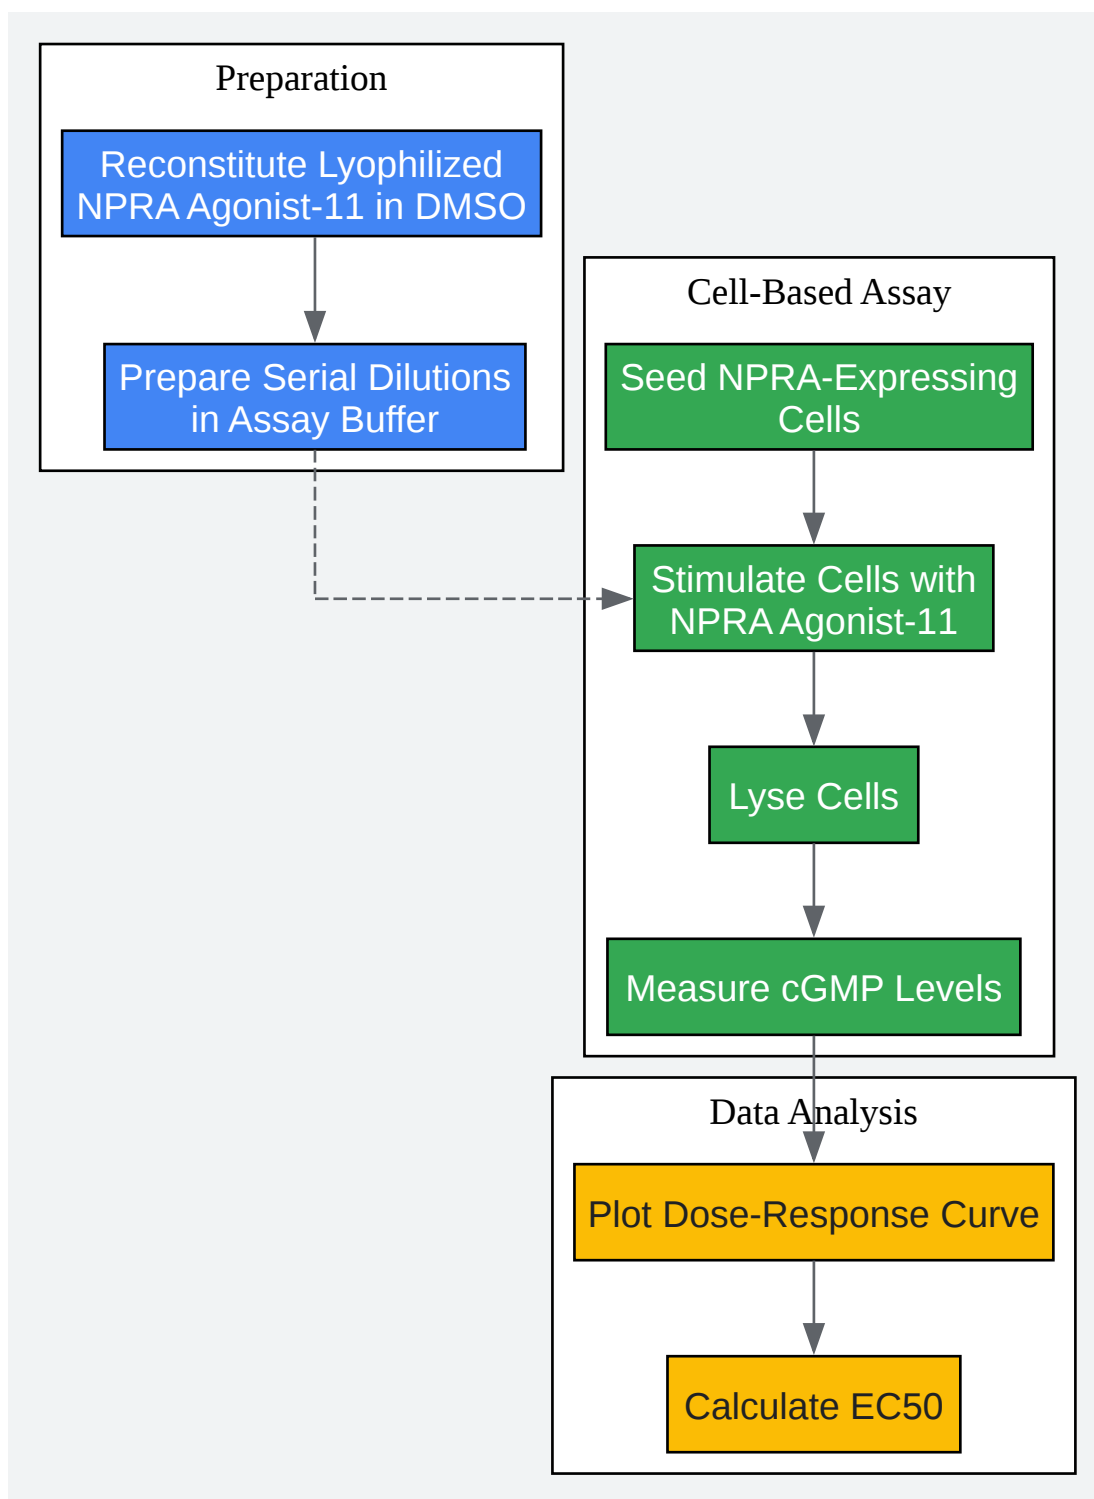 Preparation
Reconstitute Lyophilized
NPRA Agonist-11 in DMSO
Prepare Serial Dilutions
in Assay Buffer
Cell-Based Assay
Seed NPRA-Expressing
Cells
Stimulate Cells with
NPRA Agonist-11
Lyse Cells
Measure cGMP Levels
Data Analysis
Plot Dose-Response Curve
Calculate EC50